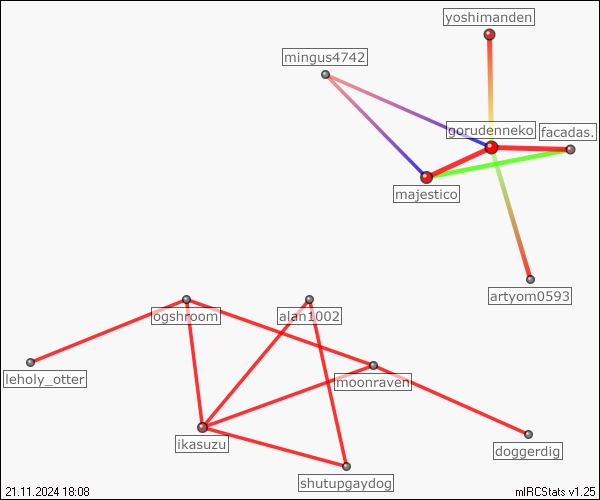 yoshimanden
mingus4742
gorudenneko
facadas.
majestico
artyom0593
ogshroom
alan1002
leholy_otter
moonraven
ikasuzu
doggerdig
shutupgaydog
21.11.2024 18:08
mIRCStats v1.25